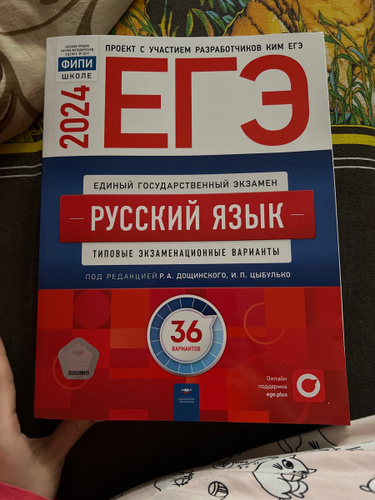 ПРОЕКТ С УЧАСТИЕМ РАЗРАБОТЧИКОВ КИМ ЕГЭ
ФИПИ
ШКОЛЕ
2024
ЕГЭ
ЕДИНЫЙ ГОСУДАРСТВЕННЫЙ ЭКЗАМЕН
РУССКИЙ ЯЗЫК
ТИПОВЫЕ ЭКЗАМЕНАЦИОННЫЕ ВАРИАНТЫ
ПОД РЕДАКЦИЕЙ Р.А. ДОЩИНСКОГО, И.П. ЦЫБУЛЬКО
36
ВАРИАНТОВ
Онлайн
поддержка
ege.plus